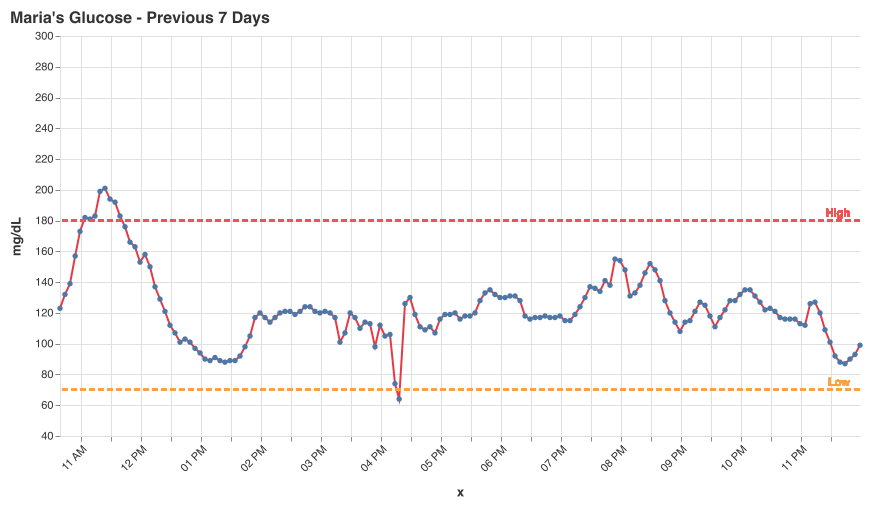 Maria's Glucose - Previous 7 Days
300
280
260
240
220
200
180
160
140
120
100
80
60
40
mg/dL
High
Low
11 AM
12 PM
01 PM
02 PM
03 PM
04 PM
05 PM
06 PM
07 PM
08 PM
09 PM
10 PM
11 PM
x